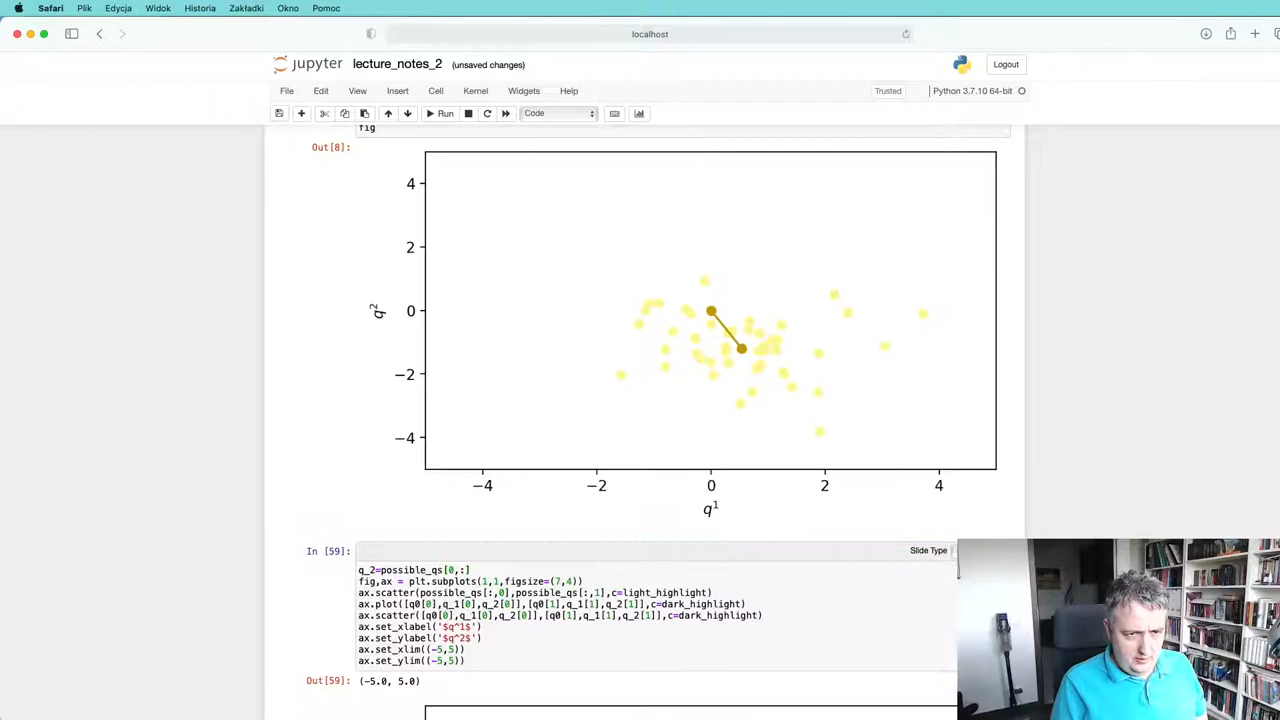 Safari Plik Edycja Widok Historia Zakładki Okno Pomoc
localhost
jupyter lecture_notes_2 (unsaved changes) Logout
File Edit View Insert Cell Kernel Widgets Help Trusted Python 3.7.10 64-bit
Run Code
fig
Out[8]:
4
2
0
−2
−4
q²
−4 −2 0 2 4
q¹
In [59]: Slide Type
q_2=possible_qs[0,:]
fig,ax = plt.subplots(1,1,figsize=(7,4))
ax.scatter(possible_qs[:,0],possible_qs[:,1],c=light_highlight)
ax.plot([q0[0],q_1[0],q_2[0]],[q0[1],q_1[1],q_2[1]],c=dark_highlight)
ax.scatter([q0[0],q_1[0],q_2[0]],[q0[1],q_1[1],q_2[1]],c=dark_highlight)
ax.set_xlabel('$q^1$')
ax.set_ylabel('$q^2$')
ax.set_xlim((-5,5))
ax.set_ylim((-5,5))
Out[59]: (-5.0, 5.0)